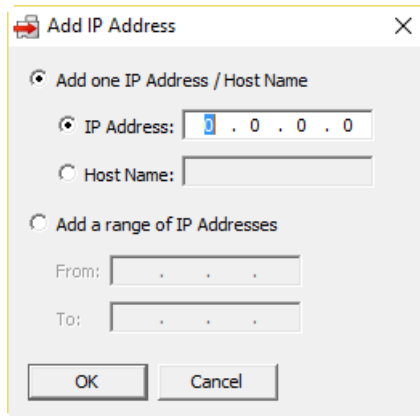 Add IP Address
Add one IP Address / Host Name
IP Address: 0 . 0 . 0 . 0
Host Name:
Add a range of IP Addresses
From: . . .
To: . . .
OK Cancel